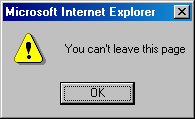 Microsoft Internet Explorer
You can't leave this page
OK